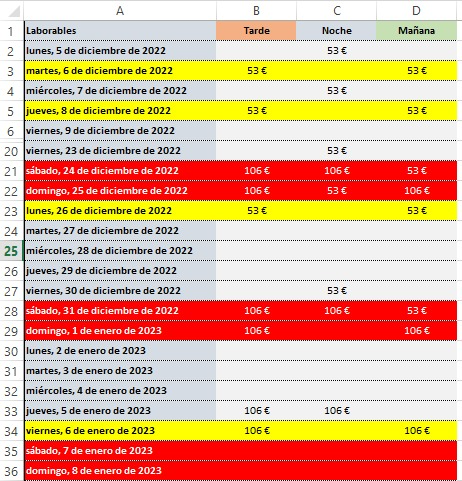 A B C D
1 Laborables Tarde Noche Mañana
2 lunes, 5 de diciembre de 2022 53 €
3 martes, 6 de diciembre de 2022 53 € 53 €
4 miércoles, 7 de diciembre de 2022 53 €
5 jueves, 8 de diciembre de 2022 53 € 53 €
6 viernes, 9 de diciembre de 2022
20 viernes, 23 de diciembre de 2022 53 €
21 sábado, 24 de diciembre de 2022 106 € 106 € 53 €
22 domingo, 25 de diciembre de 2022 106 € 53 € 106 €
23 lunes, 26 de diciembre de 2022 53 € 53 €
24 martes, 27 de diciembre de 2022
25 miércoles, 28 de diciembre de 2022
26 jueves, 29 de diciembre de 2022
27 viernes, 30 de diciembre de 2022 53 €
28 sábado, 31 de diciembre de 2022 106 € 106 € 53 €
29 domingo, 1 de enero de 2023 106 € 106 €
30 lunes, 2 de enero de 2023
31 martes, 3 de enero de 2023
32 miércoles, 4 de enero de 2023
33 jueves, 5 de enero de 2023 106 € 106 €
34 viernes, 6 de enero de 2023 106 € 106 €
35 sábado, 7 de enero de 2023
36 domingo, 8 de enero de 2023